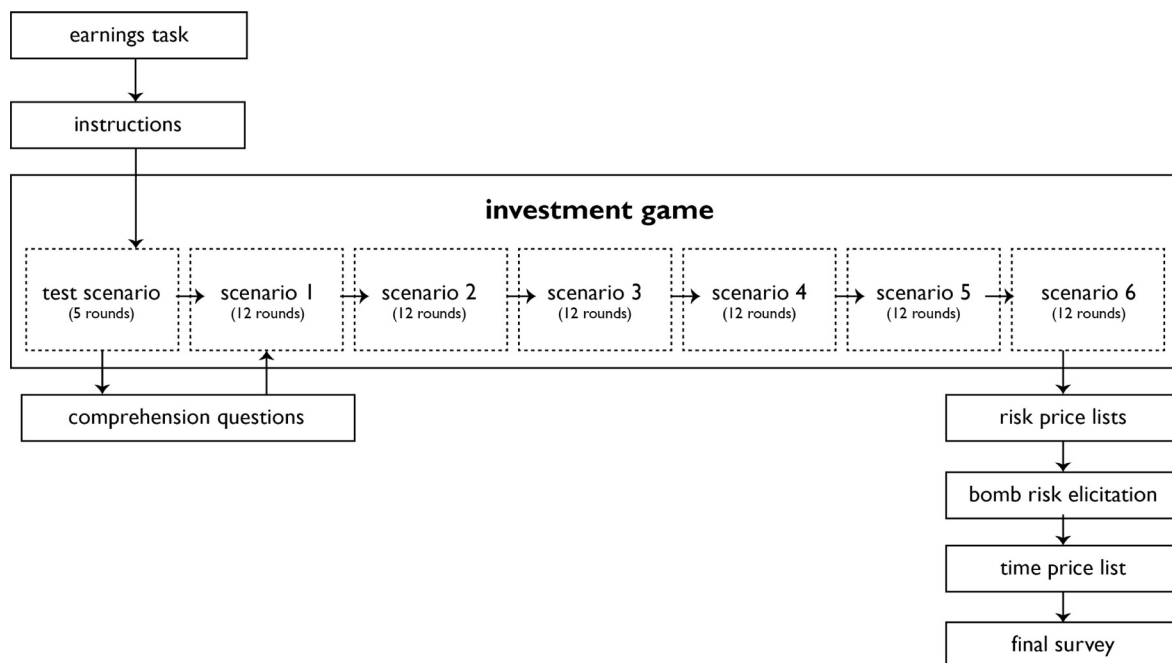 earnings task
instructions
investment game
test scenario
(5 rounds)
scenario 1
(12 rounds)
scenario 2
(12 rounds)
scenario 3
(12 rounds)
scenario 4
(12 rounds)
scenario 5
(12 rounds)
scenario 6
(12 rounds)
comprehension questions
risk price lists
bomb risk elicitation
time price list
final survey